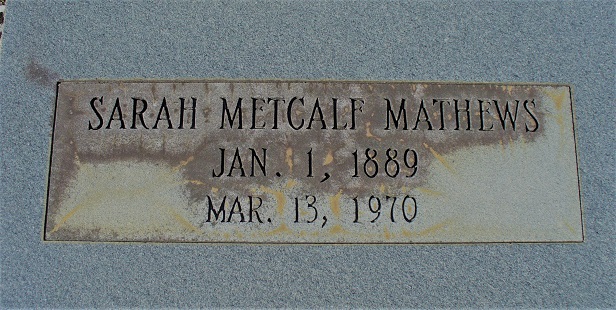 SARAH METCALF MATHEWS
JAN. 1, 1889
MAR. 13, 1970